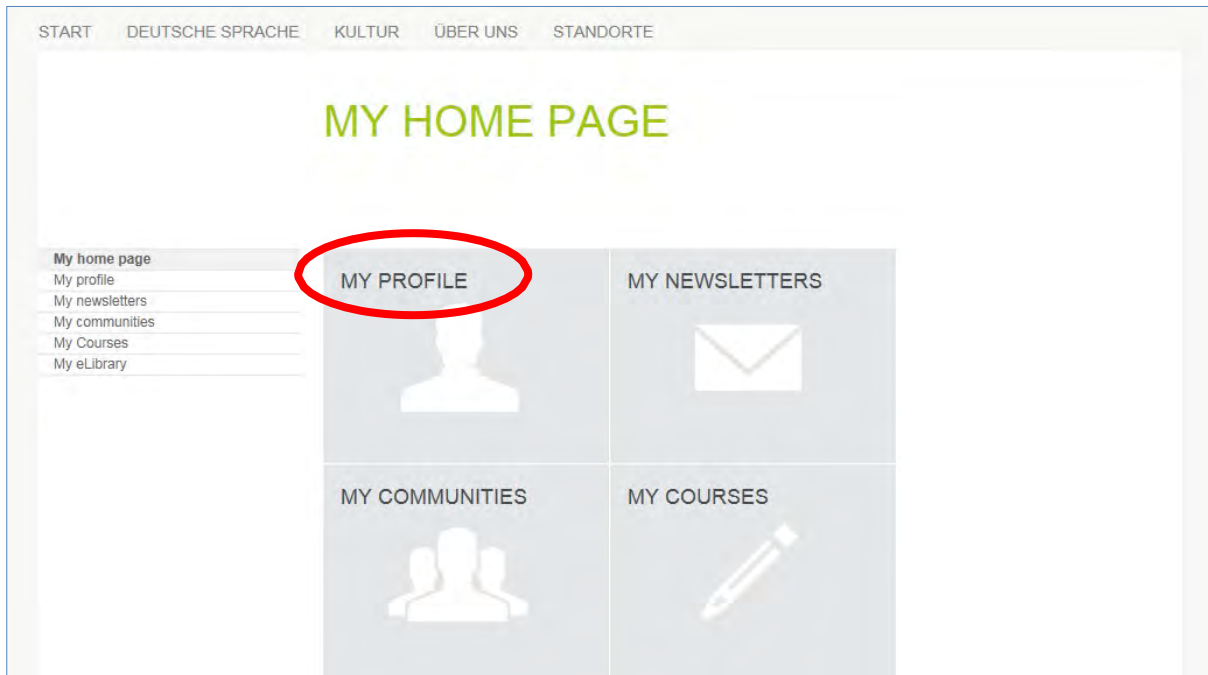 START DEUTSCHE SPRACHE KULTUR ÜBER UNS STANDORTE
MY HOME PAGE
My home page
My profile
My newsletters
My communities
My Courses
My eLibrary
MY PROFILE
MY NEWSLETTERS
MY COMMUNITIES
MY COURSES